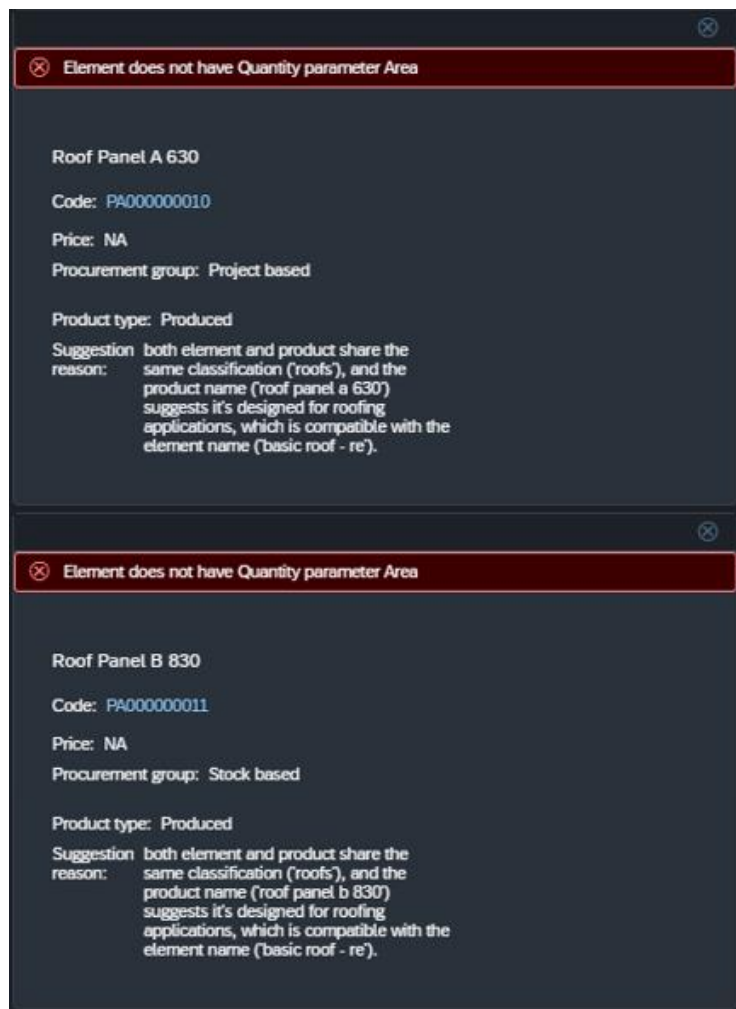 Element does not have Quantity parameter Area
Roof Panel A 630
Code: PA000000010
Price: NA
Procurement group: Project based
Product type: Produced
Suggestion reason: both element and product share the
same classification ('roofs'), and the
product name ('roof panel a 630')
suggests it's designed for roofing
applications, which is compatible with the
element name ('basic roof - re').
Element does not have Quantity parameter Area
Roof Panel B 830
Code: PA000000011
Price: NA
Procurement group: Stock based
Product type: Produced
Suggestion reason: both element and product share the
same classification ('roofs'), and the
product name ('roof panel b 830')
suggests it's designed for roofing
applications, which is compatible with the
element name ('basic roof - re').